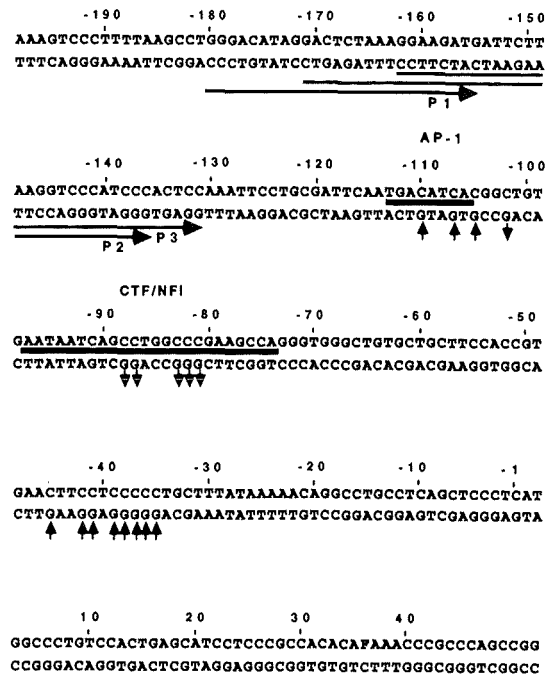 -190 -180 -170 -160 -150
AAAGTCCCTTTTAAGCCTGGGACATAGGACTCTAAAGGAAGATGATTCTT
TTTCAGGGAAAATTCGGACCCTGTATCCTGAGATTTCCTTCTACTAAGAA
P1
AP-1
-140 -130 -120 -110 -100
AAGGTCCCATCCCACTCCAAATTCCTGCGATTCAATGACATCACGGCTGT
TTCCAGGGTAGGGTGAGGTTTAAGGACGCTAAGTTACTGTAGTGCCGACA
P2 P3
CTF/NFI
-90 -80 -70 -60 -50
GAATAATCAGCCTGGCCCGAAGCCAGGGTGGGCTGTGCTGCTTCCACCGT
CTTATTAGTCGGACCGGGCTTCGGTCCCACCCGACACGACGAAGGTGGCA
-40 -30 -20 -10 -1
GAACTTCCTCCCCCTGCTTTATAAAAACAGGCCTGCCTCAGCTCCCTCAT
CTTGAAGGAGGGGGACGAAATATTTTTGTCCGGACGGAGTCGAGGGAGTA
10 20 30 40
GGCCCTGTCCACTGAGCATCCTCCCGCCACACAFAAACCCGCCCAGCCGG
CCGGGACAGGTGACTCGTAGGAGGGCGGTGTGTCTTTGGGCGGGTCGGCC